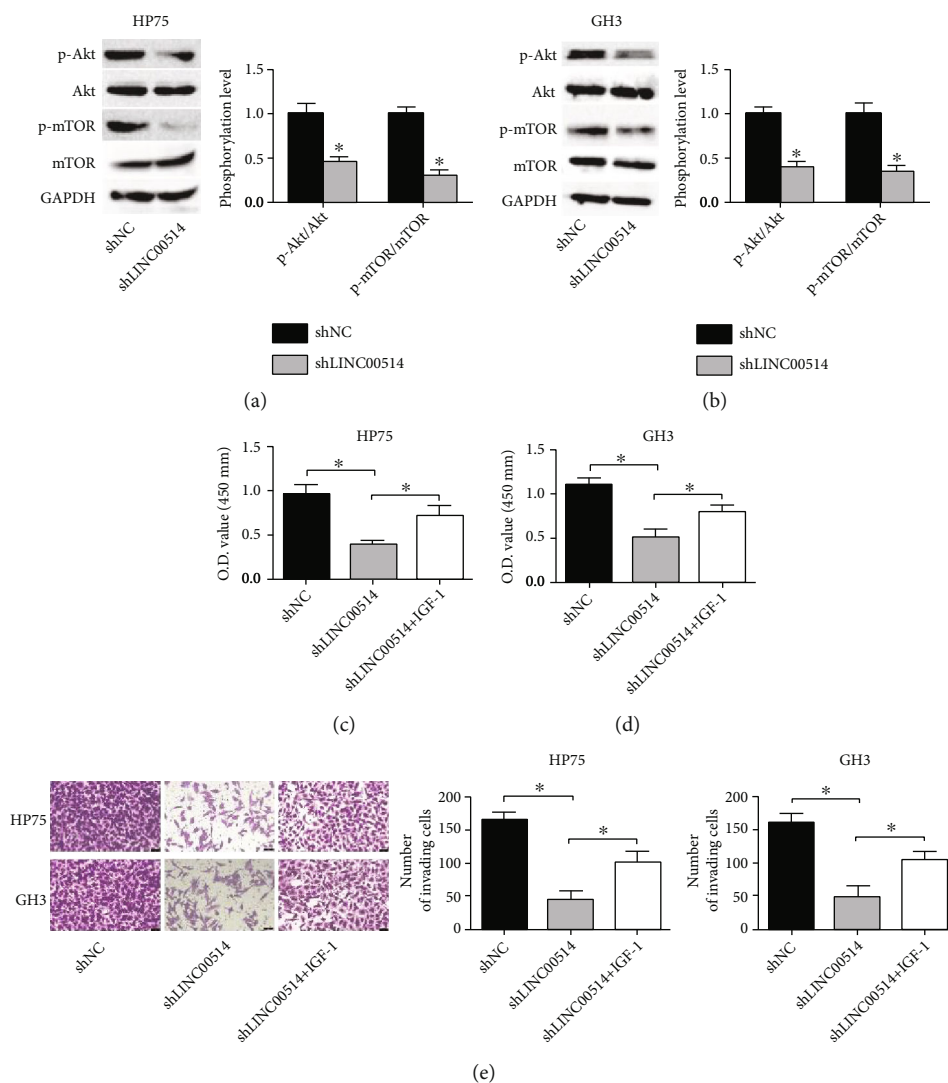 HP75
p-Akt
Akt
p-mTOR
mTOR
GAPDH
shNC
shLINC00514
Phosphorylation level
1.5
1.0
0.5
0.0
*
*
p-Akt/Akt
p-mTOR/mTOR
shNC
shLINC00514
(a)
GH3
p-Akt
Akt
p-mTOR
mTOR
GAPDH
shNC
shLINC00514
Phosphorylation level
1.5
1.0
0.5
0.0
*
*
p-Akt/Akt
p-mTOR/mTOR
shNC
shLINC00514
(b)
HP75
O.D. value (450 mm)
1.5
1.0
0.5
0.0
*
*
shNC
shLINC00514
shLINC00514+IGF-1
(c)
GH3
O.D. value (450 mm)
1.5
1.0
0.5
0.0
*
*
shNC
shLINC00514
shLINC00514+IGF-1
(d)
HP75
GH3
shNC
shLINC00514
shLINC00514+IGF-1
HP75
Number
of invading cells
200
150
100
50
0
*
*
shNC
shLINC00514
shLINC00514+IGF-1
GH3
Number
of invading cells
200
150
100
50
0
*
*
shNC
shLINC00514
shLINC00514+IGF-1
(e)